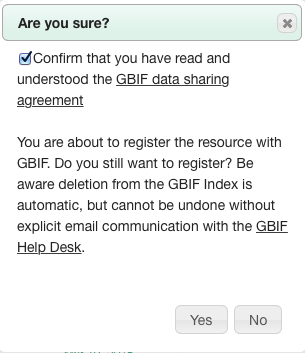 Are you sure?
Confirm that you have read and
understood the GBIF data sharing
agreement
You are about to register the resource with
GBIF. Do you still want to register? Be
aware deletion from the GBIF Index is
automatic, but cannot be undone without
explicit email communication with the GBIF
Help Desk.
Yes No